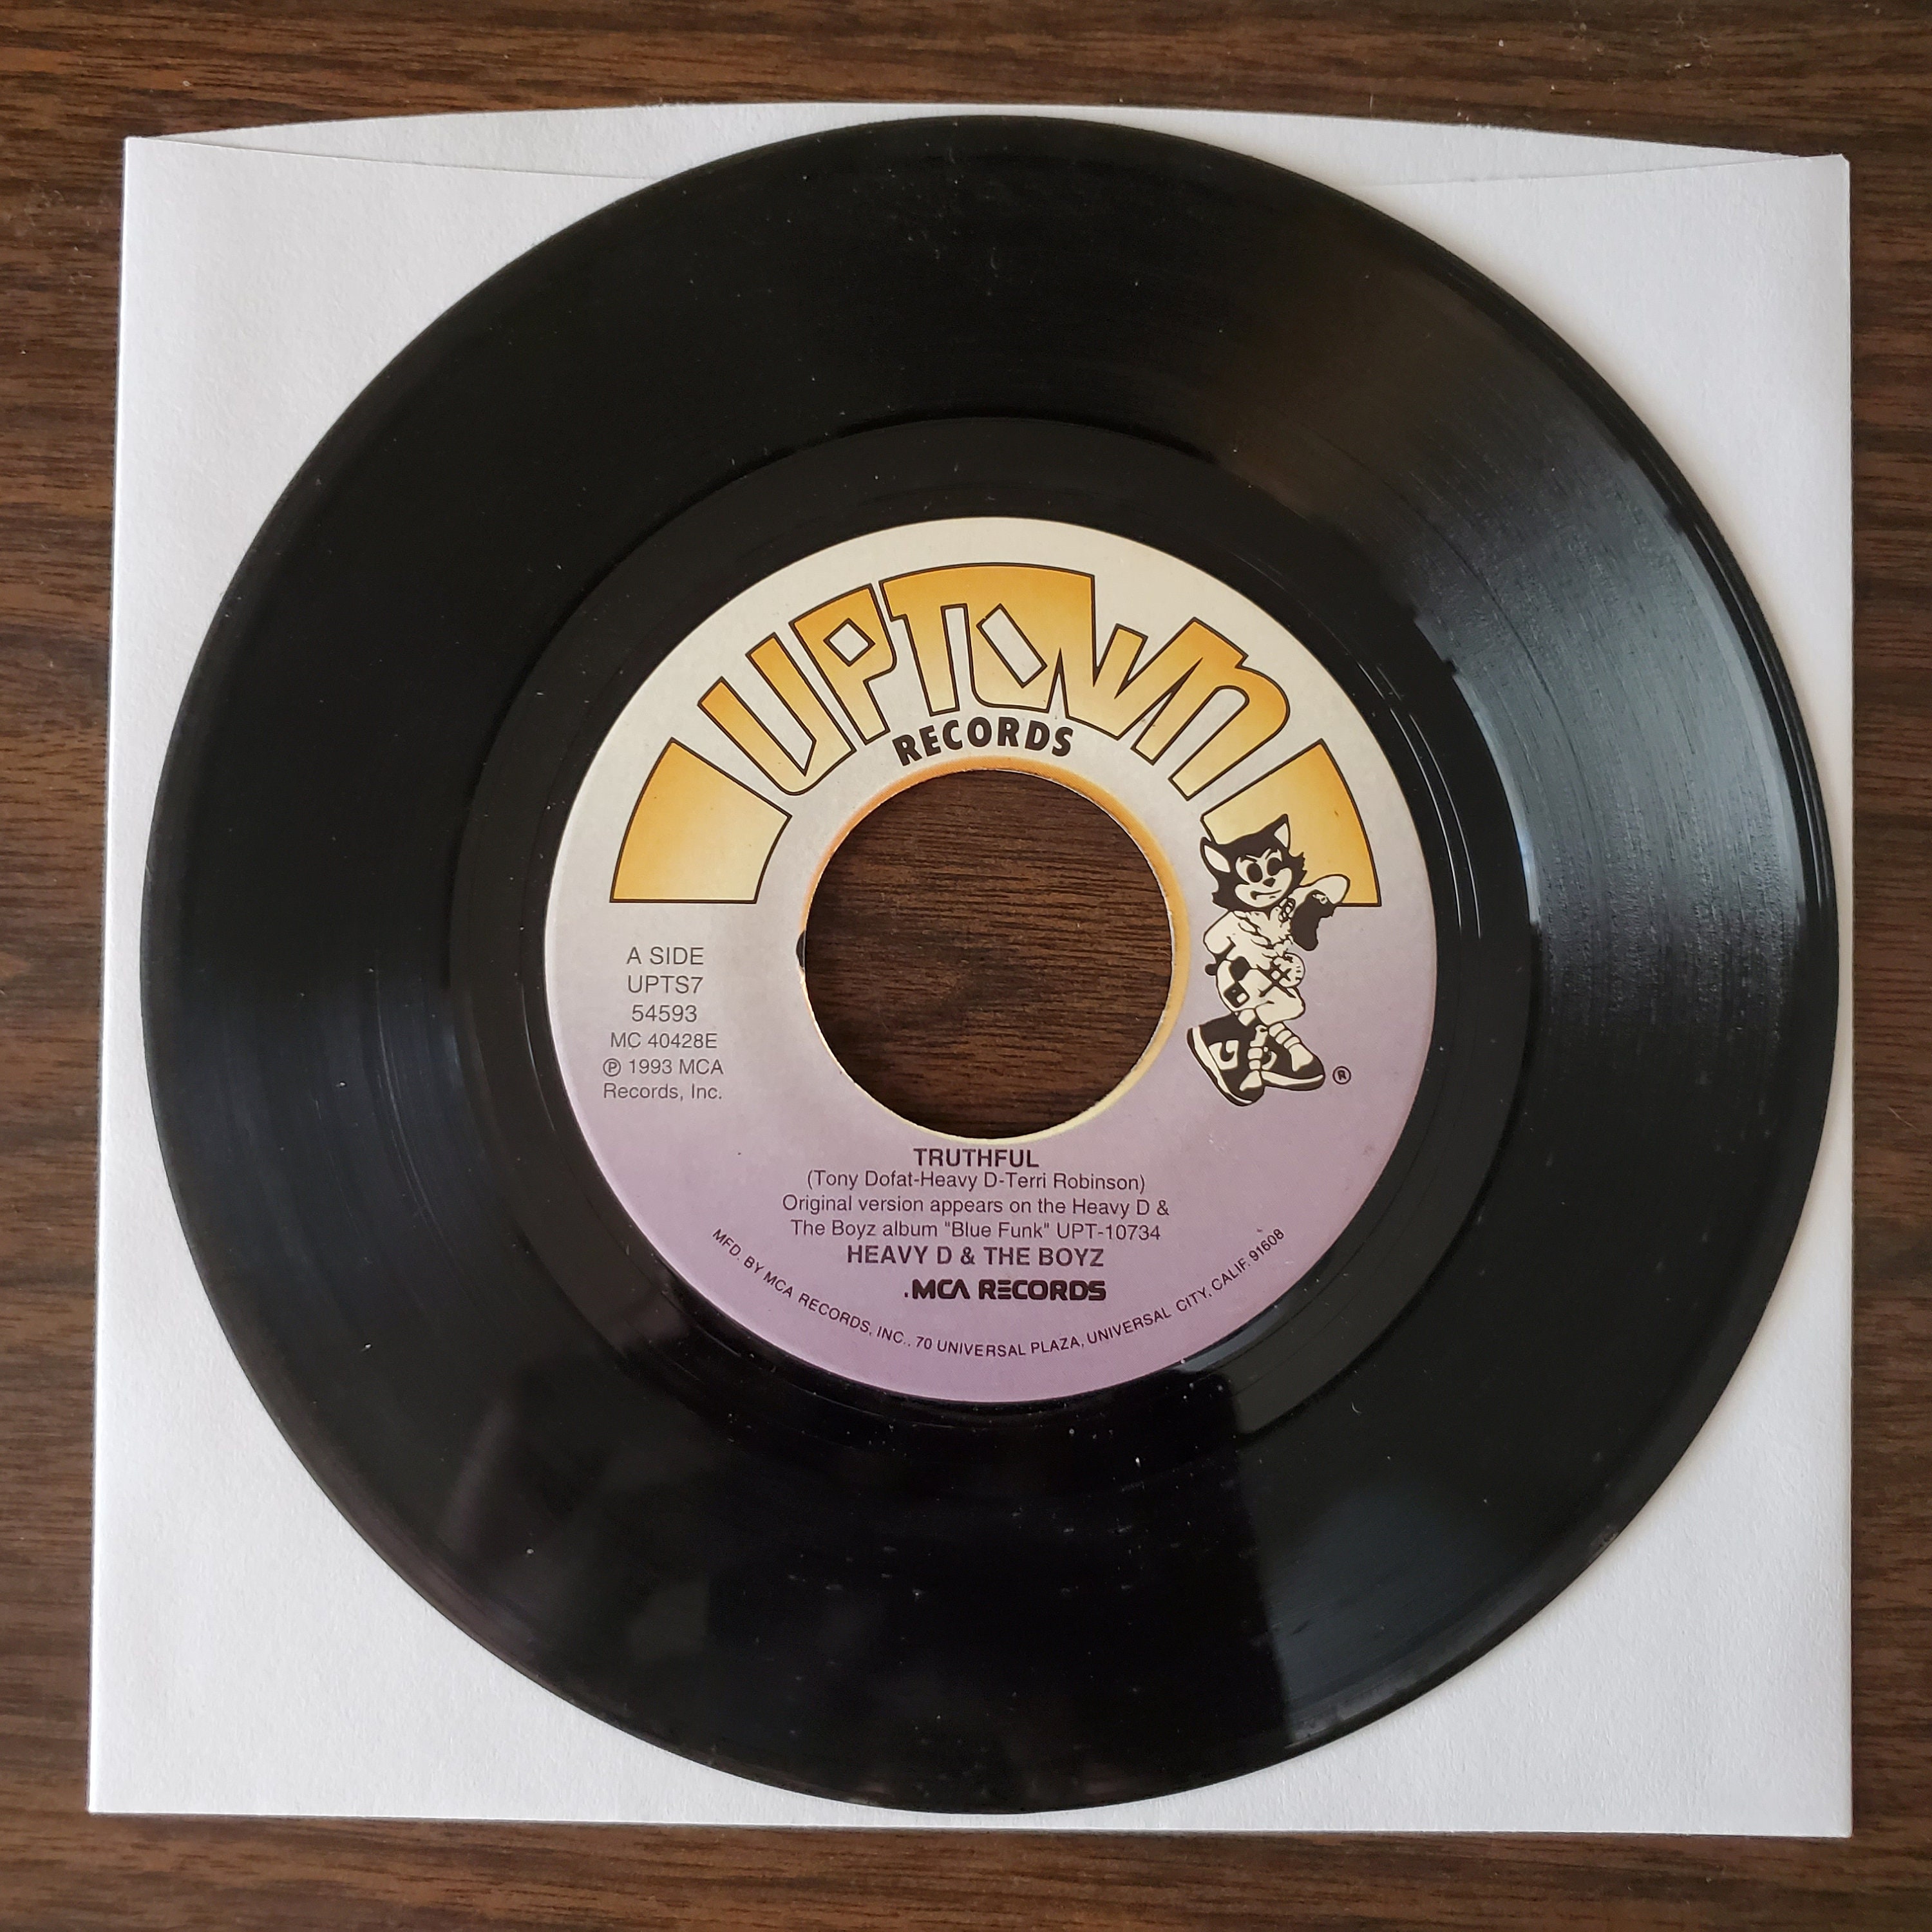 UPTOWN
RECORDS
A SIDE
UPTS7
54593
MC 40428E
℗ 1993 MCA
Records, Inc.
®
TRUTHFUL
(Tony Dofat-Heavy D-Terri Robinson)
Original version appears on the Heavy D &
The Boyz album "Blue Funk" UPT-10734
HEAVY D & THE BOYZ
.MCA RECORDS
MFD. BY MCA RECORDS, INC., 70 UNIVERSAL PLAZA, UNIVERSAL CITY, CALIF. 91608